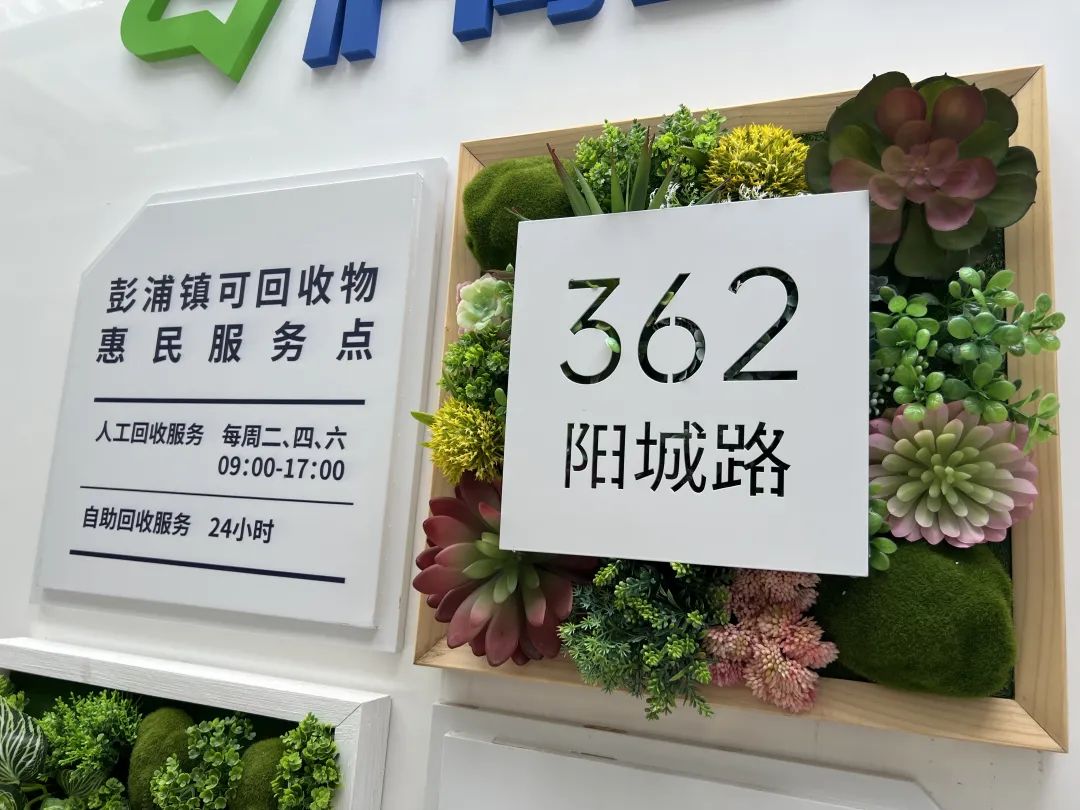 彭浦镇可回收物
惠民服务点
人工回收服务 每周二、四、六
09:00-17:00
自助回收服务 24小时
362
阳城路